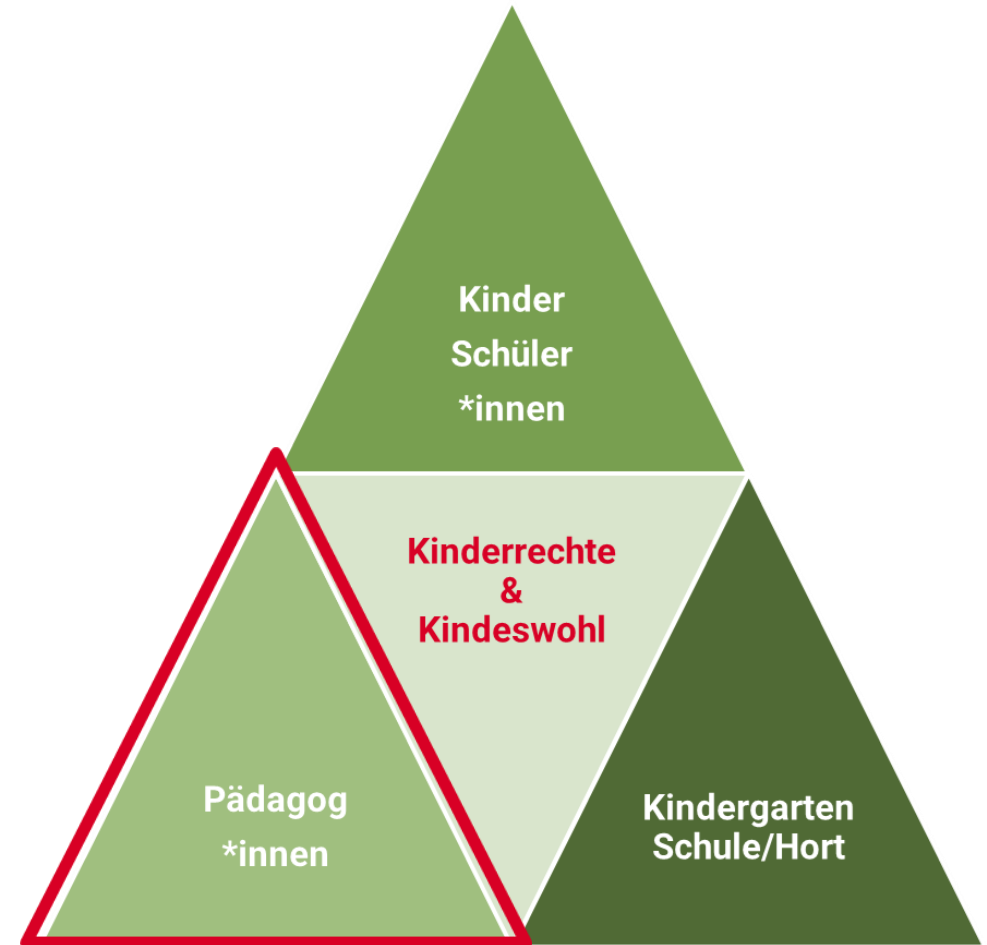 Kinder
Schüler
*innen
Kinderrechte
&
Kindeswohl
Pädagog
*innen
Kindergarten
Schule/Hort